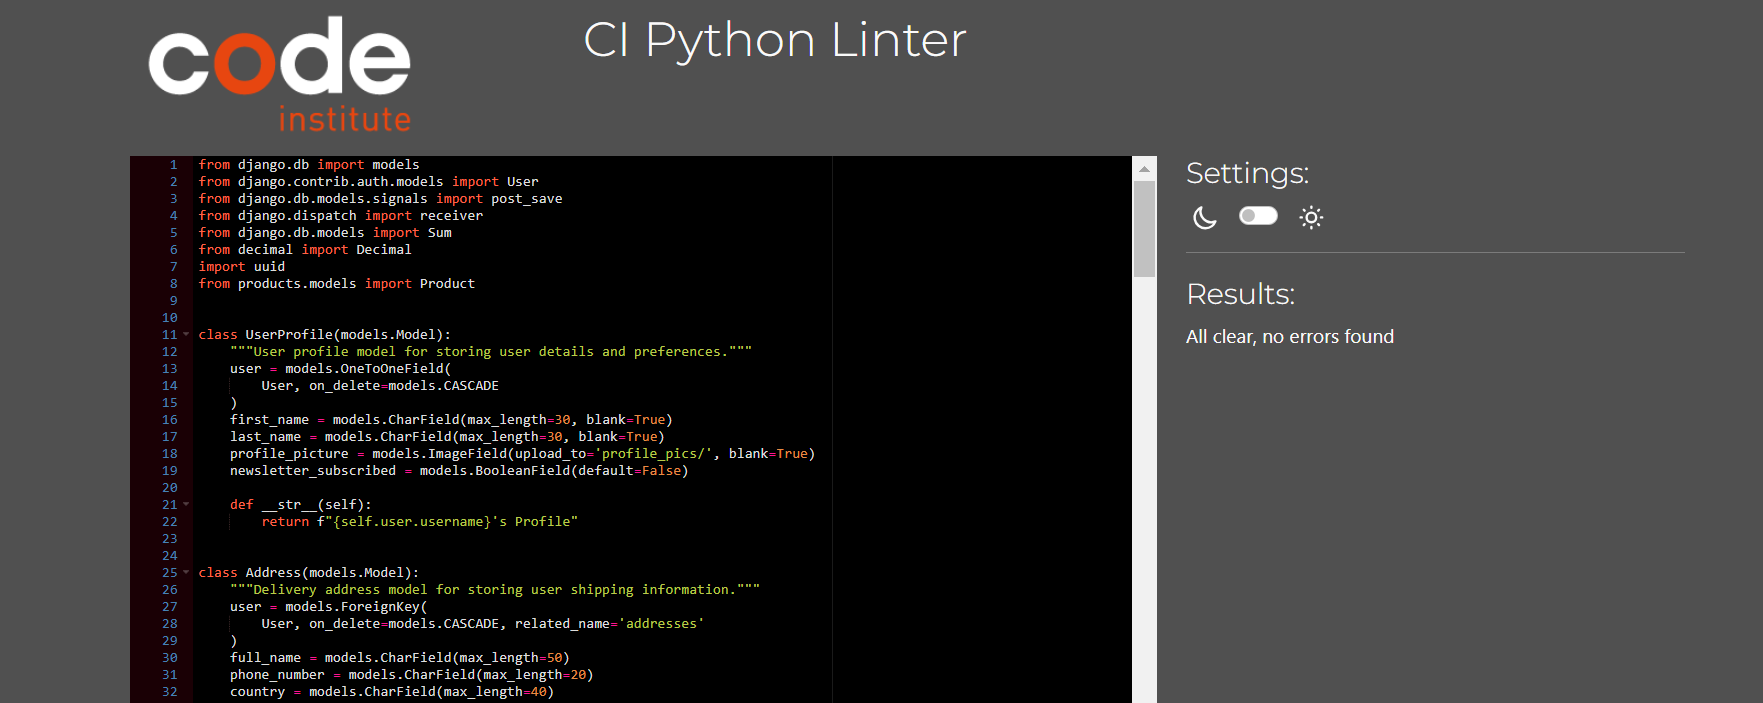 code
institute
CI Python Linter
1 from django.db import models
2 from django.contrib.auth.models import User
3 from django.db.models.signals import post_save
4 from django.dispatch import receiver
5 from django.db.models import Sum
6 from decimal import Decimal
7 import uuid
8 from products.models import Product
9
10
11 class UserProfile(models.Model):
12     """User profile model for storing user details and preferences."""
13     user = models.OneToOneField(
14         User, on_delete=models.CASCADE
15     )
16     first_name = models.CharField(max_length=30, blank=True)
17     last_name = models.CharField(max_length=30, blank=True)
18     profile_picture = models.ImageField(upload_to='profile_pics/', blank=True)
19     newsletter_subscribed = models.BooleanField(default=False)
20
21     def __str__(self):
22         return f"{self.user.username}'s Profile"
23
24
25 class Address(models.Model):
26     """Delivery address model for storing user shipping information."""
27     user = models.ForeignKey(
28         User, on_delete=models.CASCADE, related_name='addresses'
29     )
30     full_name = models.CharField(max_length=50)
31     phone_number = models.CharField(max_length=20)
32     country = models.CharField(max_length=40)
Settings:
Results:
All clear, no errors found